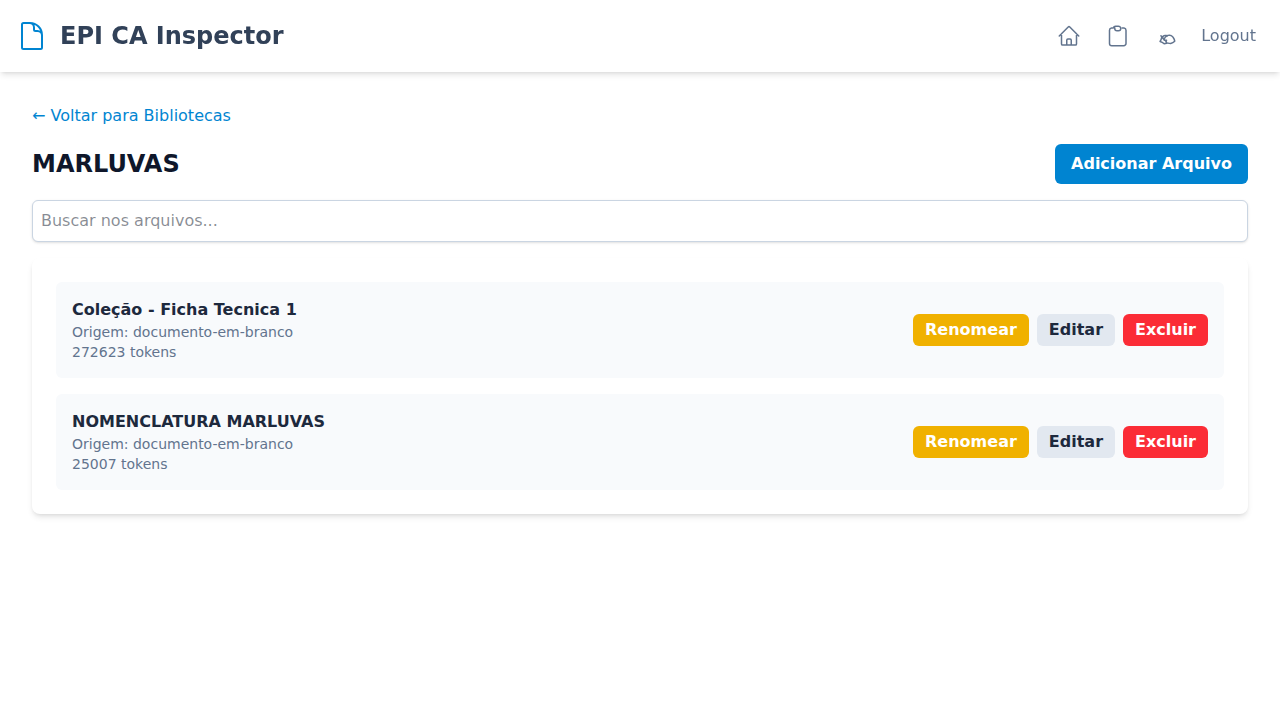 EPI CA Inspector
Logout
← Voltar para Bibliotecas
MARLUVAS
Adicionar Arquivo
Buscar nos arquivos...
Coleção - Ficha Tecnica 1
Origem: documento-em-branco
272623 tokens
Renomear
Editar
Excluir
NOMENCLATURA MARLUVAS
Origem: documento-em-branco
25007 tokens
Renomear
Editar
Excluir